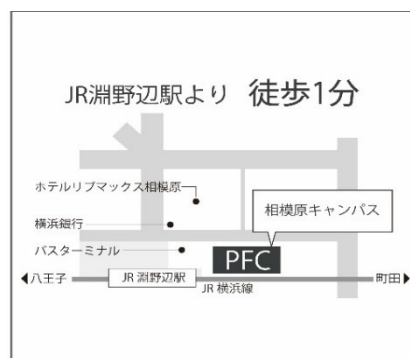 JR淵野辺駅より 徒歩1分
ホテルリブマックス相模原
相模原キャンパス
横浜銀行
バスターミナル
PFC
◀八王子
JR 淵野辺駅
JR 横浜線
町田▶